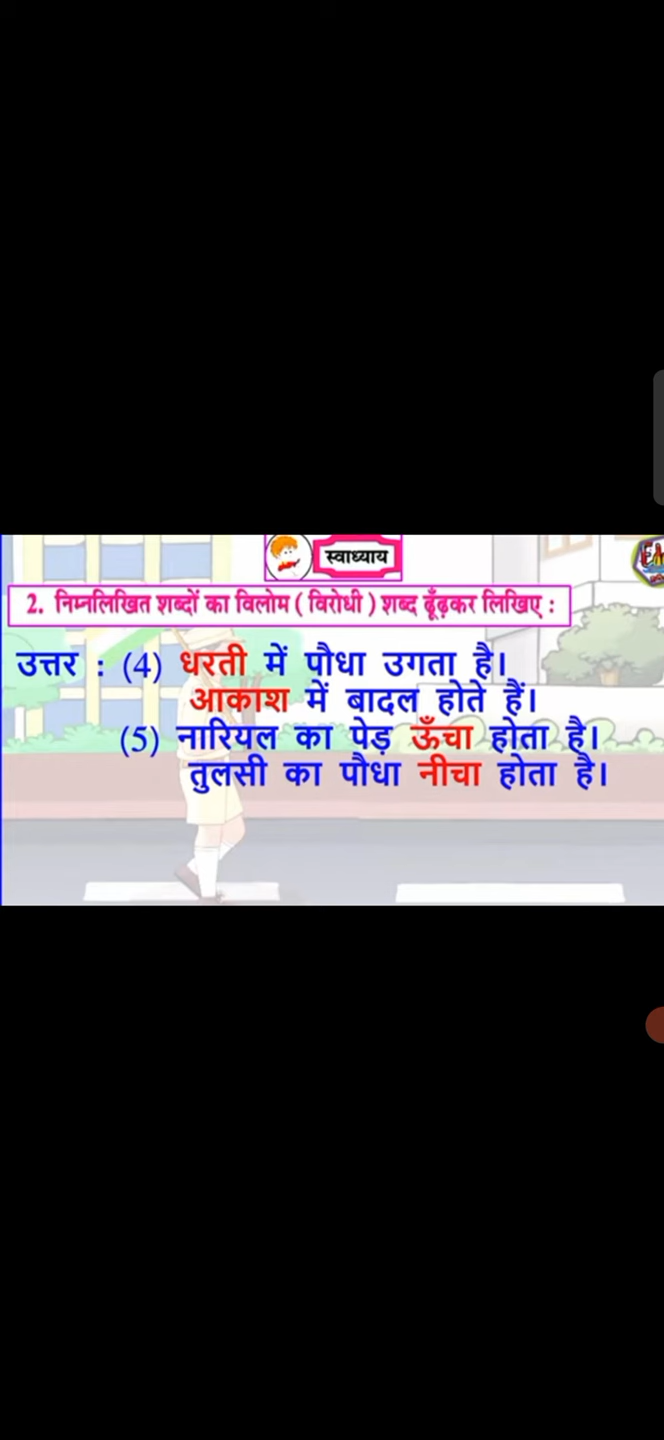 स्वाध्याय
2. निम्नलिखित शब्दों का विलोम ( विरोधी ) शब्द ढूँढ़कर लिखिए :
उत्तर : (4) धरती में पौधा उगता है।
आकाश में बादल होते हैं।
(5) नारियल का पेड़ ऊँचा होता है।
तुलसी का पौधा नीचा होता है।